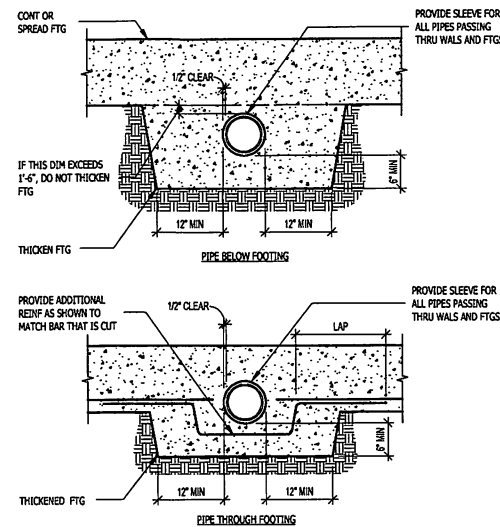 CONT OR
SPREAD FTG
PROVIDE SLEEVE FOR
ALL PIPES PASSING
THRU WALS AND FTGS
1/2" CLEAR
IF THIS DIM EXCEEDS
1'-6", DO NOT THICKEN
FTG
6" MIN
12" MIN
12" MIN
THICKEN FTG
PIPE BELOW FOOTING
PROVIDE ADDITIONAL
REINF AS SHOWN TO
MATCH BAR THAT IS CUT
1/2" CLEAR
PROVIDE SLEEVE FOR
ALL PIPES PASSING
THRU WALS AND FTGS
LAP
6" MIN
THICKENED FTG
12" MIN
12" MIN
PIPE THROUGH FOOTING